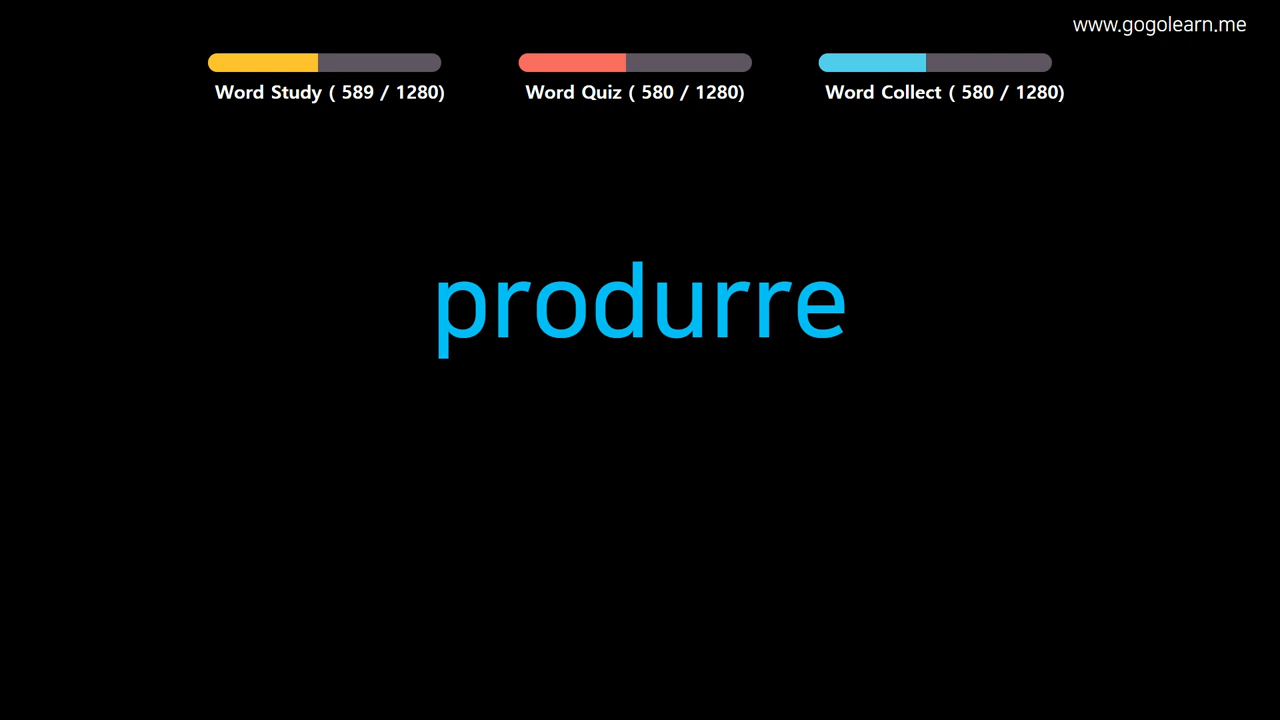 www.gogolearn.me
Word Study ( 589 / 1280)
Word Quiz ( 580 / 1280)
Word Collect ( 580 / 1280)
produrre